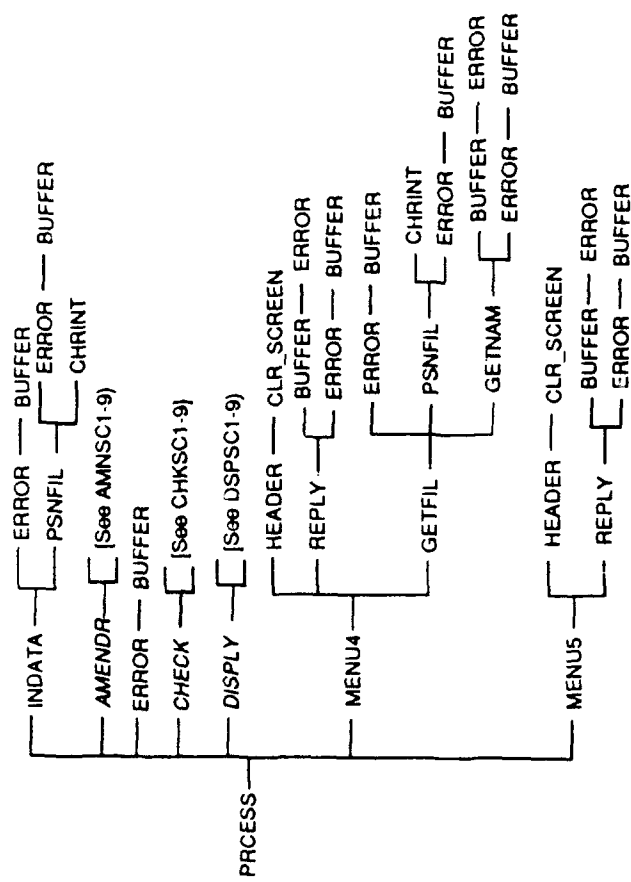 PRCESS
INDATA
ERROR — BUFFER
PSNFIL
ERROR — BUFFER
CHRINT
AMENDR
[See AMNSC1-9)
ERROR — BUFFER
CHECK
[See CHKSC1-9)
DISPLY
[See DSPSC1-9)
MENU4
HEADER — CLR_SCREEN
REPLY
BUFFER — ERROR
ERROR — BUFFER
GETFIL
ERROR — BUFFER
PSNFIL
CHRINT
ERROR — BUFFER
GETNAM
BUFFER — ERROR
ERROR — BUFFER
MENU5
HEADER — CLR_SCREEN
REPLY
BUFFER — ERROR
ERROR — BUFFER